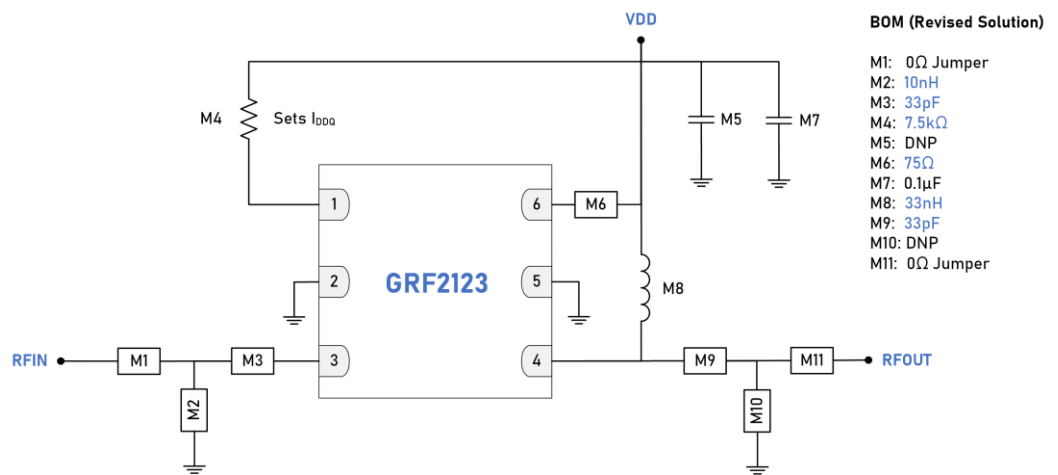 VDD
BOM (Revised Solution)
M1: 0Ω Jumper
M2: 10nH
M3: 33pF
M4: 7.5kΩ
M5: DNP
M6: 75Ω
M7: 0.1µF
M8: 33nH
M9: 33pF
M10: DNP
M11: 0Ω Jumper
M4
Sets IDDQ
M5
M7
1
6
M6
2
GRF2123
5
M8
RFIN
M1
M3
3
4
M9
M11
RFOUT
M2
M10